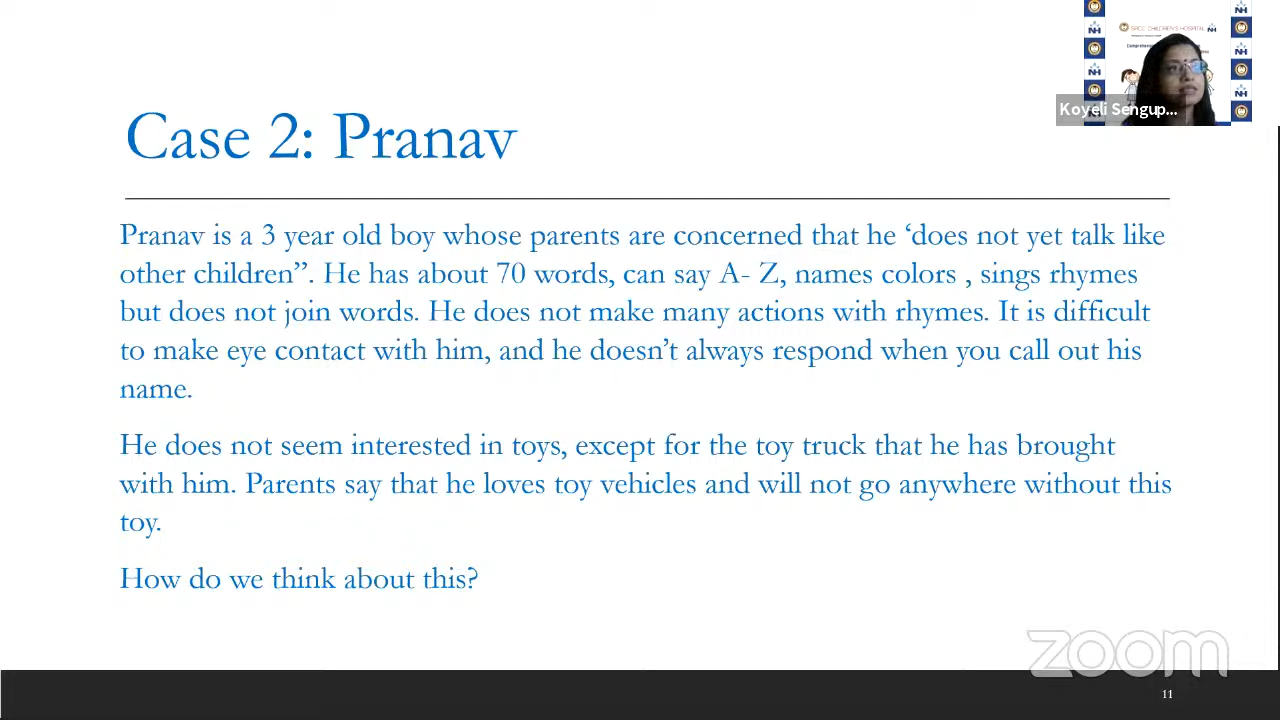 SRCC CHILDREN'S HOSPITAL
NH
Koyeli Sengup...
Case 2: Pranav
Pranav is a 3 year old boy whose parents are concerned that he ‘does not yet talk like
other children”. He has about 70 words, can say A- Z, names colors , sings rhymes
but does not join words. He does not make many actions with rhymes. It is difficult
to make eye contact with him, and he doesn’t always respond when you call out his
name.
He does not seem interested in toys, except for the toy truck that he has brought
with him. Parents say that he loves toy vehicles and will not go anywhere without this
toy.
How do we think about this?
zoom
11